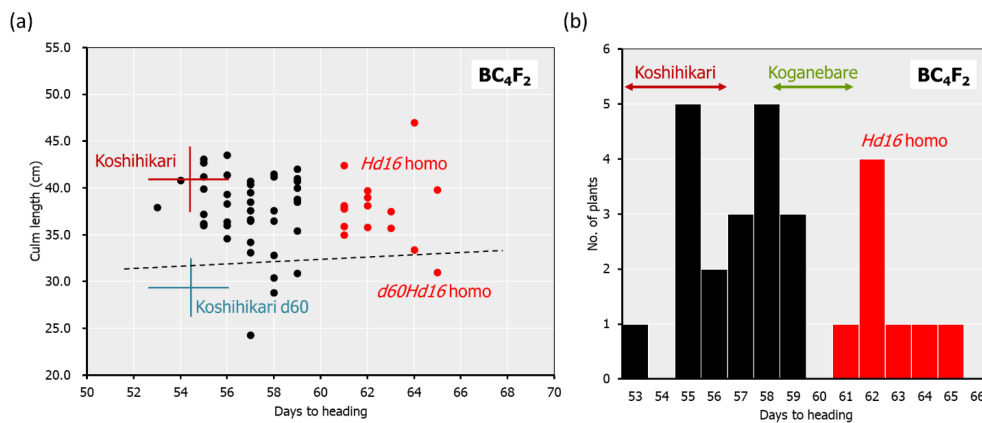 (a)
55.0
50.0
45.0
40.0
35.0
30.0
25.0
20.0
Culm length (cm)
BC4F2
Koshihikari
Hd16 homo
Koshihikari d60
d60Hd16 homo
50 52 54 56 58 60 62 64 66 68 70
Days to heading
(b)
6
5
4
3
2
1
0
No. of plants
Koshihikari
Koganebare
BC4F2
Hd16 homo
53 54 55 56 57 58 59 60 61 62 63 64 65 66
Days to heading